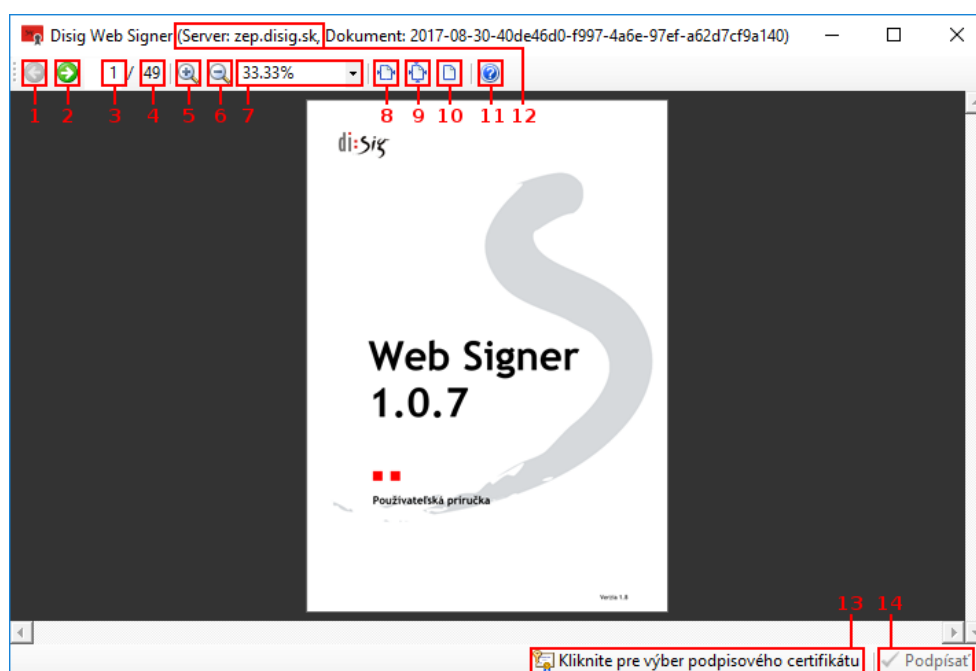 Disig Web Signer (Server: zep.disig.sk, Dokument: 2017-08-30-40de46d0-f997-4a6e-97ef-a62d7cf9a140)
1 / 49 33.33%
1 2 3 4 5 6 7 8 9 10 11 12
di:sig
Web Signer
1.0.7
Používateľská príručka
Verzia 1.8
13 14
Kliknite pre výber podpisového certifikátu Podpísať